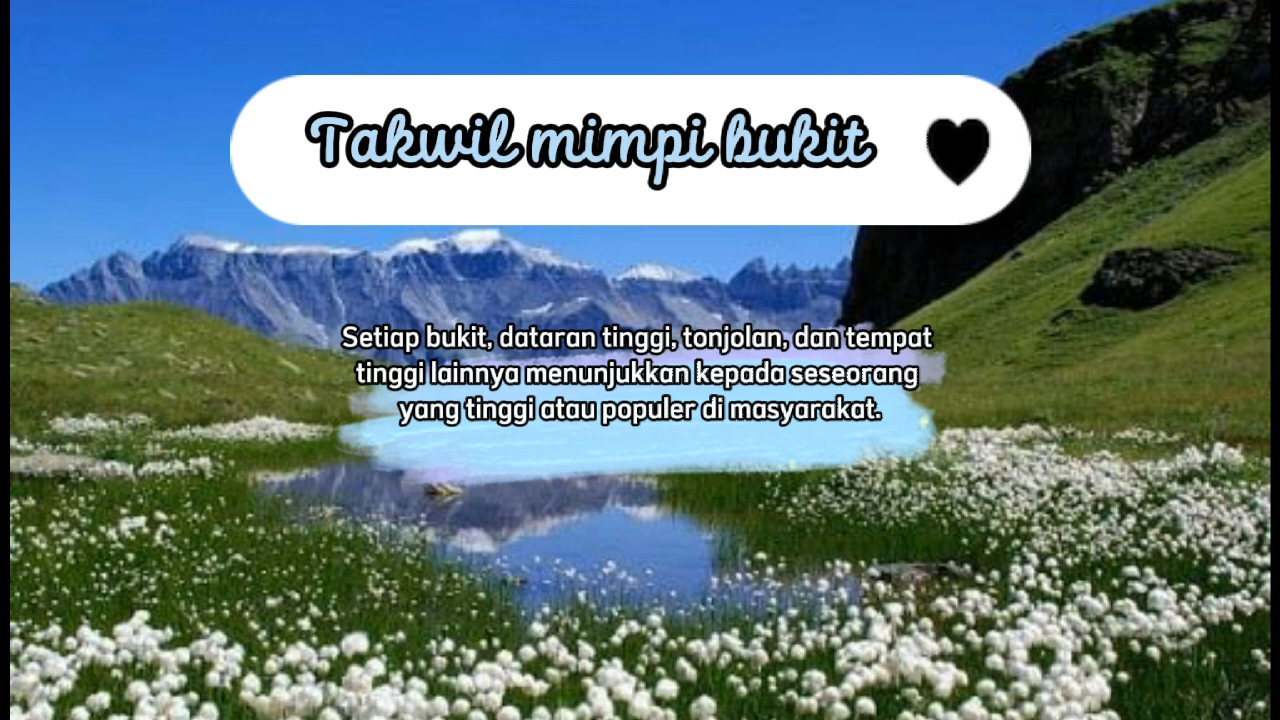 Takwil mimpi bukit
Setiap bukit, dataran tinggi, tonjolan, dan tempat
tinggi lainnya menunjukkan kepada seseorang
yang tinggi atau populer di masyarakat.